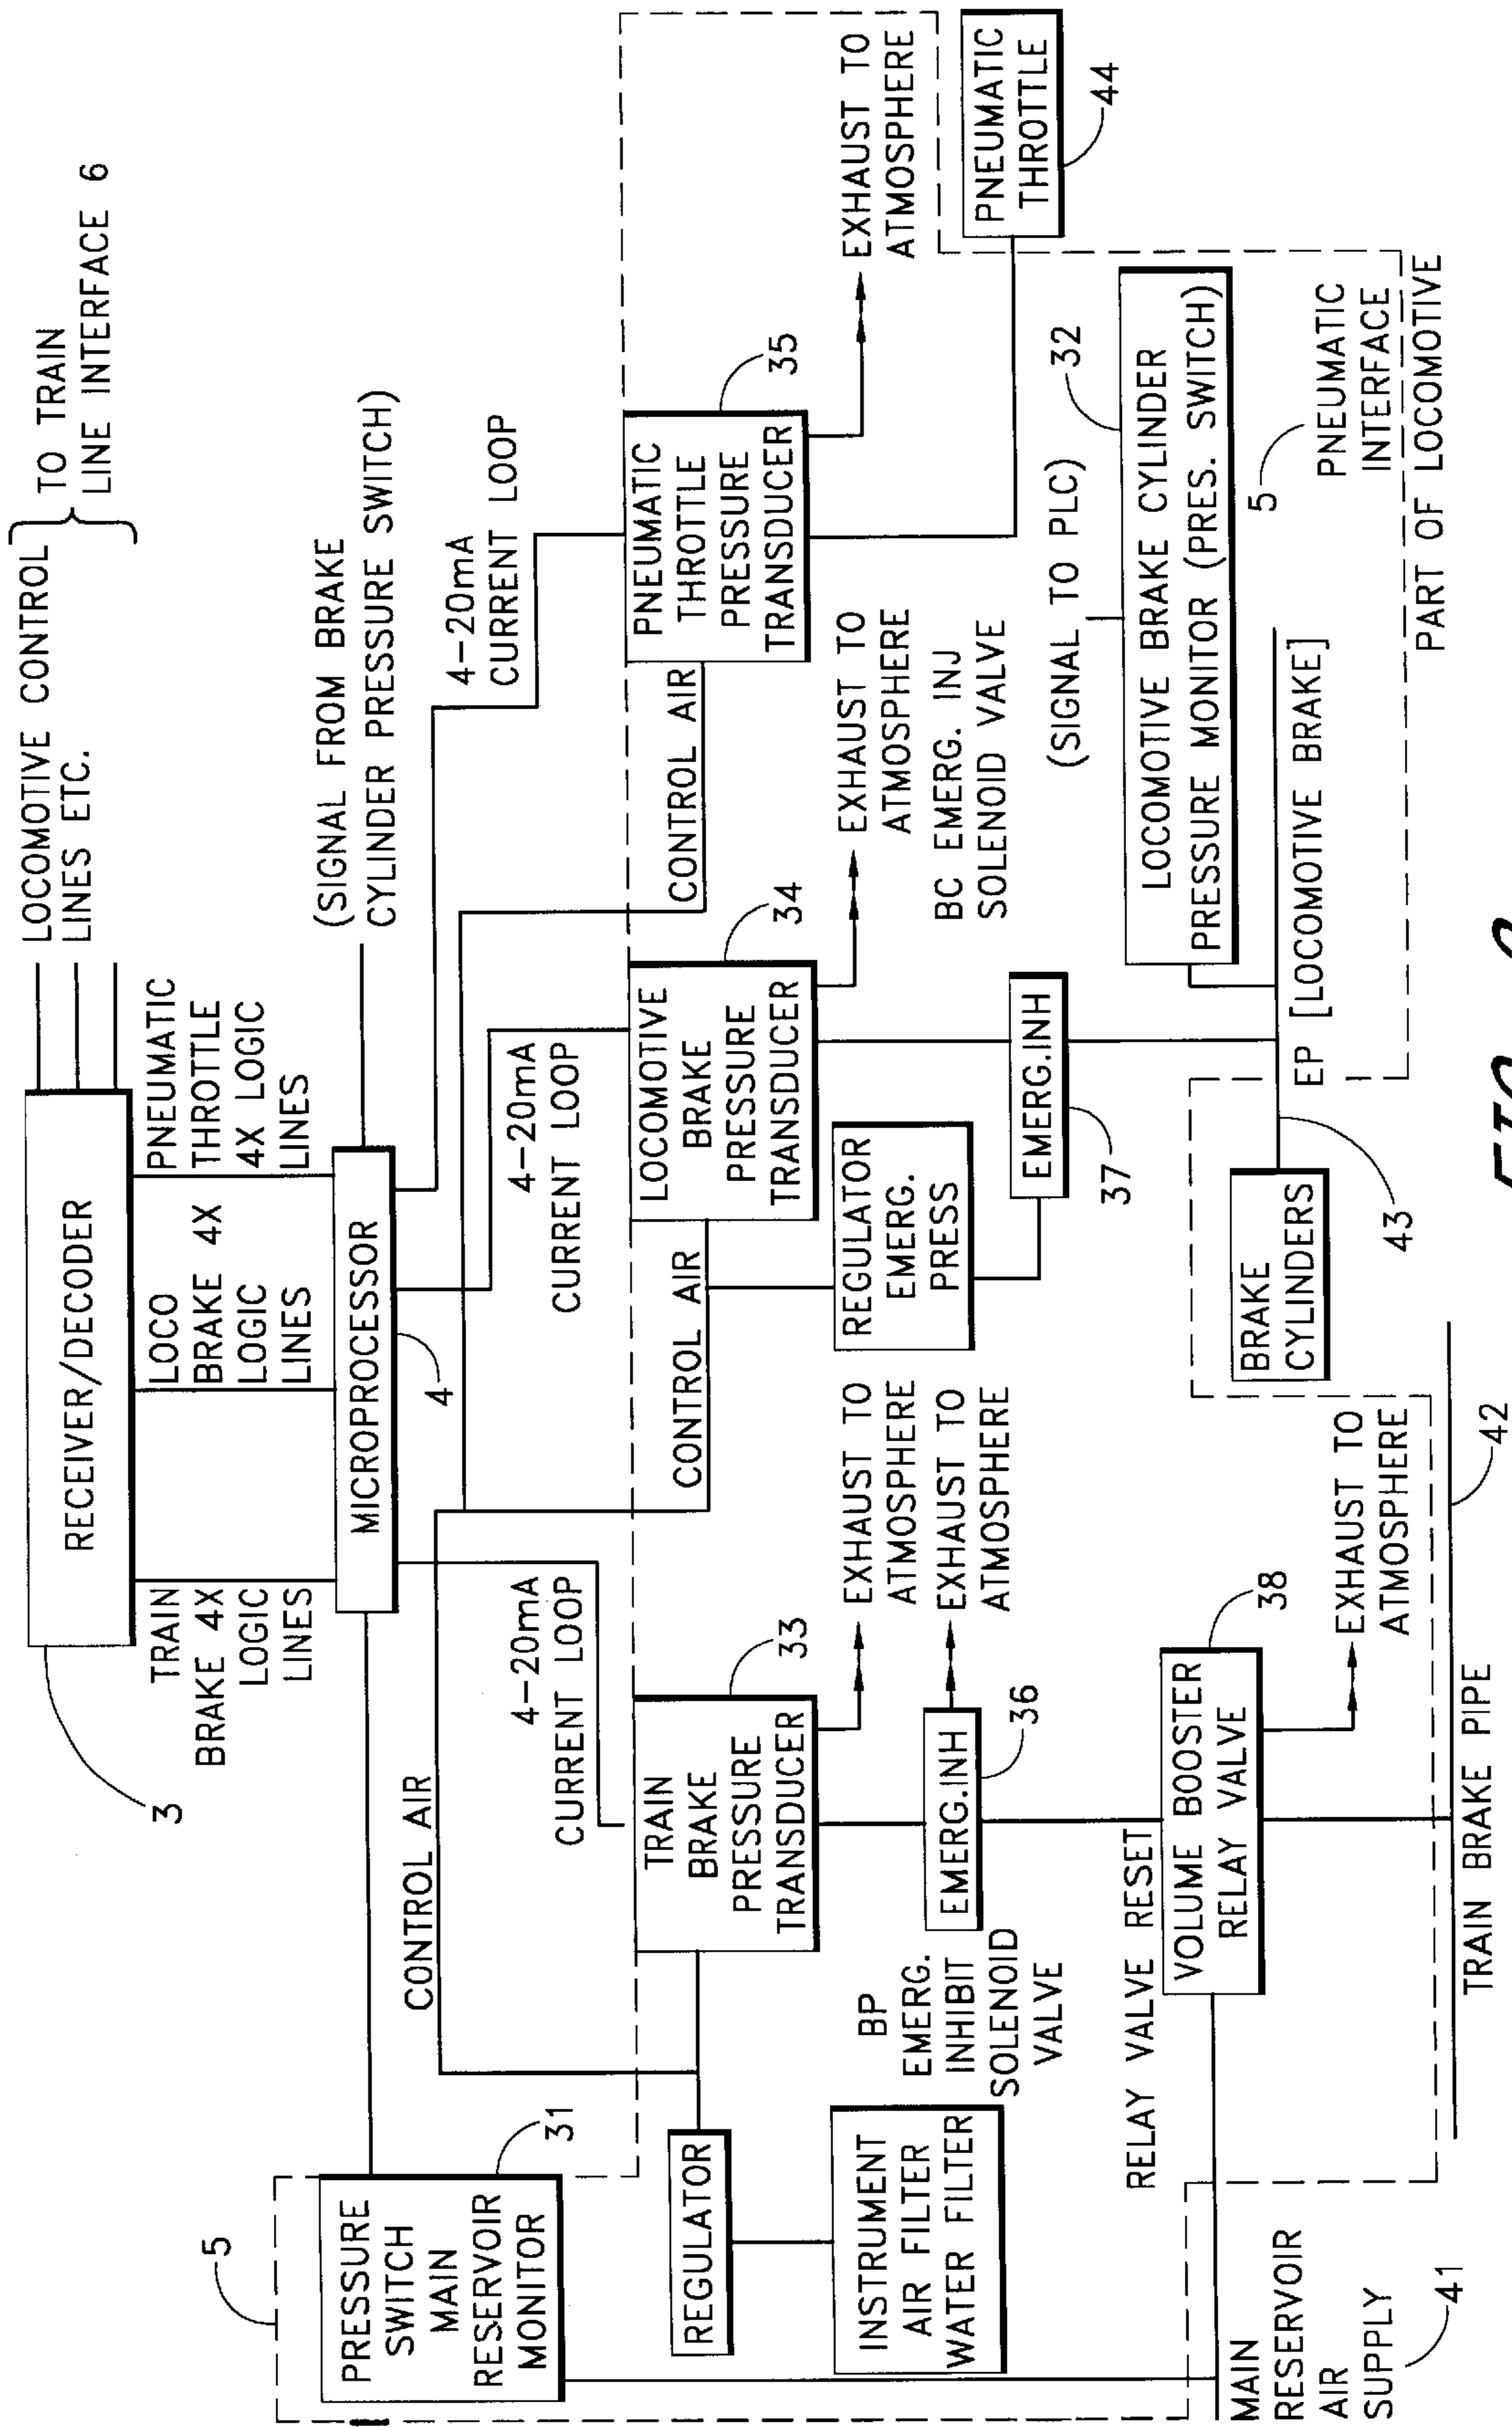 LOCOMOTIVE CONTROL
LINES ETC.
TO TRAIN
LINE INTERFACE 6
RECEIVER/DECODER
3
TRAIN
BRAKE 4X
LOGIC
LINES
LOCO
BRAKE 4X
LOGIC
LINES
PNEUMATIC
THROTTLE
4X LOGIC
LINES
MICROPROCESSOR
4
(SIGNAL FROM BRAKE
CYLINDER PRESSURE SWITCH)
5
PRESSURE
SWITCH
MAIN
RESERVOIR
MONITOR
31
CONTROL AIR
4-20mA
CURRENT LOOP
4-20mA
CURRENT LOOP
4-20mA
CURRENT LOOP
REGULATOR
TRAIN
BRAKE
PRESSURE
TRANSDUCER
33
CONTROL AIR
LOCOMOTIVE
BRAKE
PRESSURE
TRANSDUCER
34
CONTROL AIR
PNEUMATIC
THROTTLE
PRESSURE
TRANSDUCER
35
INSTRUMENT
AIR FILTER
WATER FILTER
EXHAUST TO
ATMOSPHERE
REGULATOR
EMERG.
PRESS
EXHAUST TO
ATMOSPHERE
EXHAUST TO
ATMOSPHERE
BP
EMERG.
INHIBIT
SOLENOID
VALVE
EMERG.INH
36
EXHAUST TO
ATMOSPHERE
EMERG.INH
37
BC EMERG. INJ
SOLENOID VALVE
PNEUMATIC
THROTTLE
44
(SIGNAL TO PLC)
32
LOCOMOTIVE BRAKE CYLINDER
PRESSURE MONITOR (PRES. SWITCH)
RELAY VALVE RESET
VOLUME BOOSTER
RELAY VALVE
38
EXHAUST TO
ATMOSPHERE
BRAKE
CYLINDERS
43
EP [LOCOMOTIVE BRAKE]
5
PNEUMATIC
INTERFACE
PART OF LOCOMOTIVE
MAIN
RESERVOIR
AIR
SUPPLY
41
TRAIN BRAKE PIPE
42